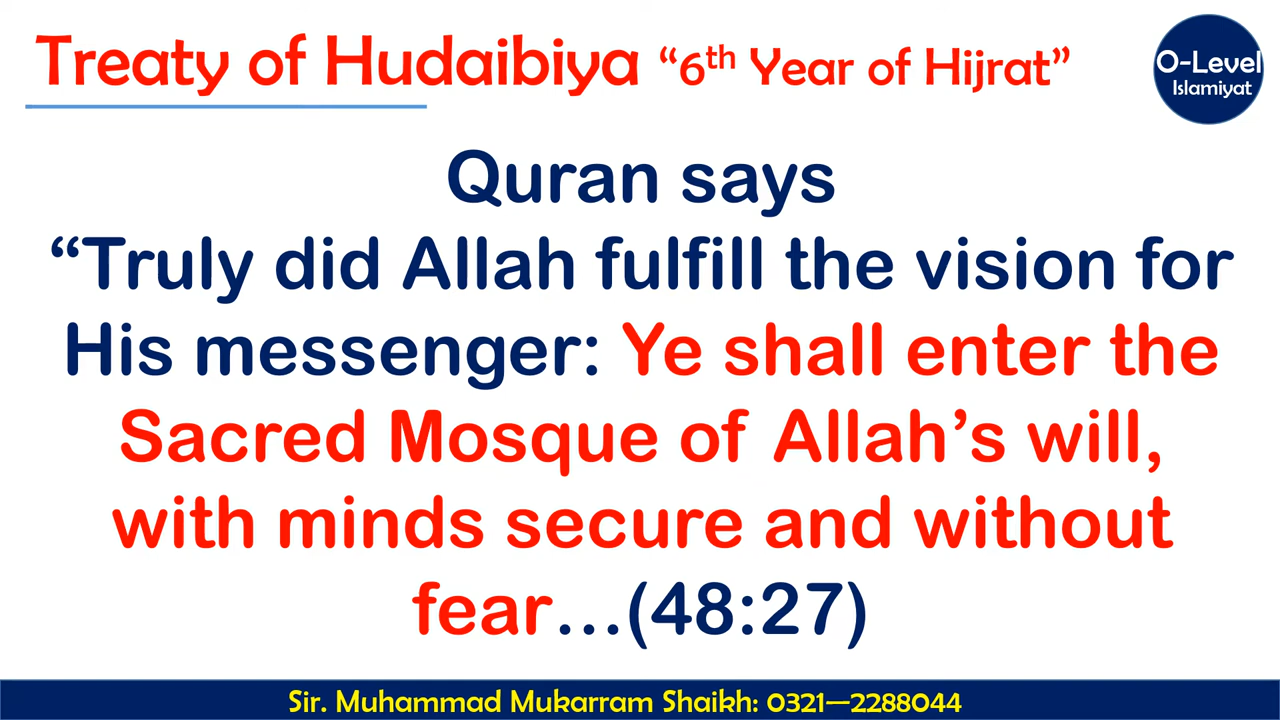 Treaty of Hudaibiya “6th Year of Hijrat”
O-Level
Islamiyat
Quran says
“Truly did Allah fulfill the vision for
His messenger: Ye shall enter the
Sacred Mosque of Allah’s will,
with minds secure and without
fear…(48:27)
Sir. Muhammad Mukarram Shaikh: 0321—2288044